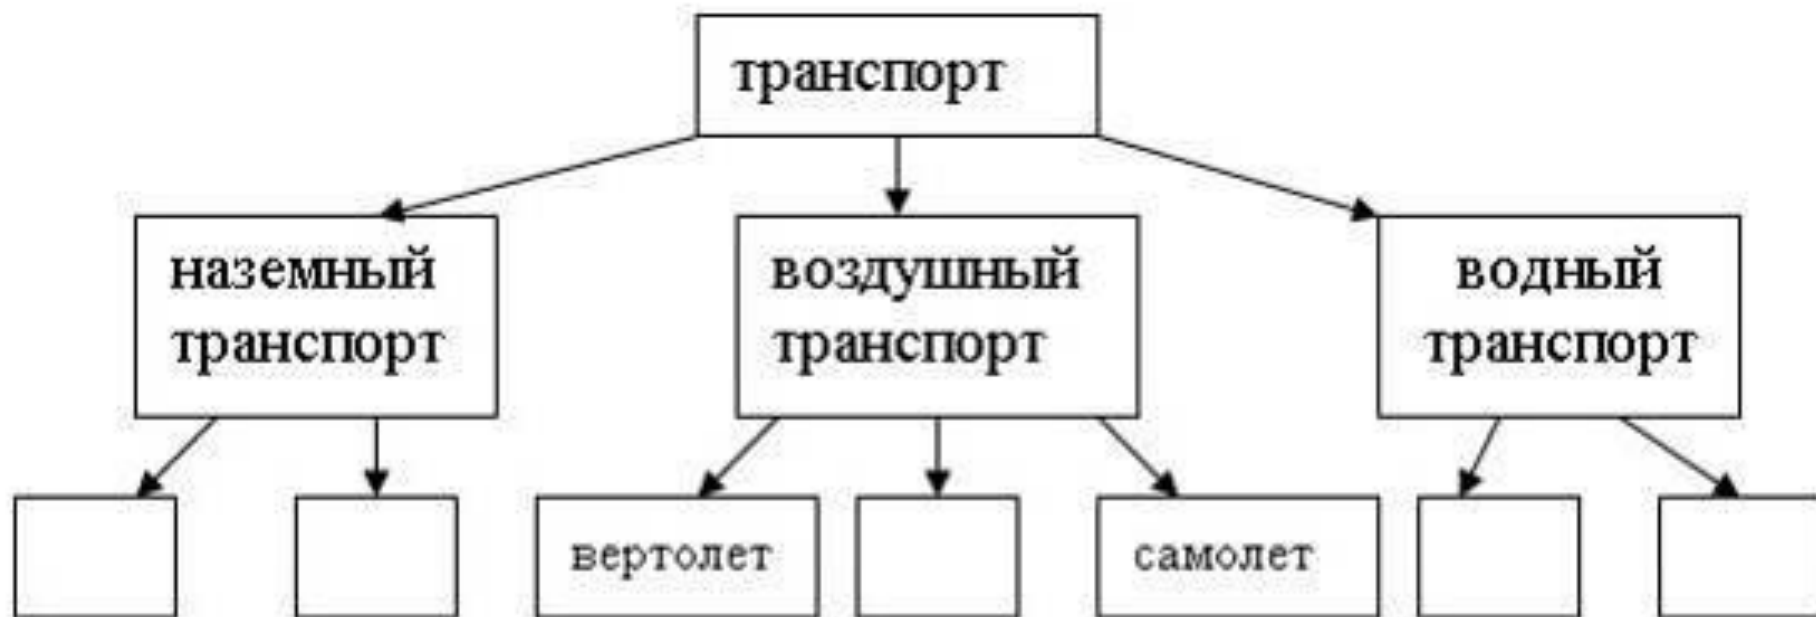 транспорт
наземный
транспорт
воздушный
транспорт
водный
транспорт
вертолет
самолет